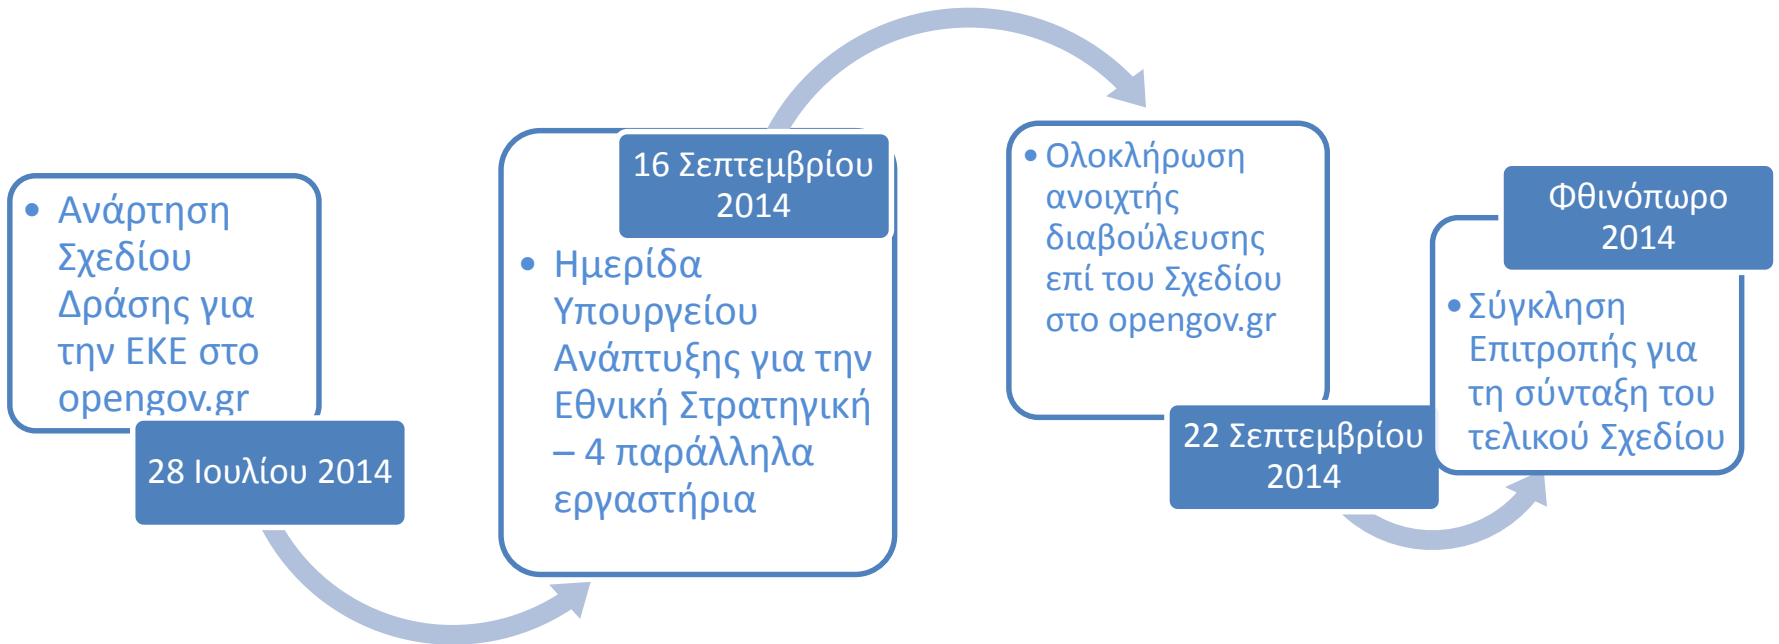 • Ανάρτηση
Σχεδίου
Δράσης για
την ΕΚΕ στο
opengov.gr
28 Ιουλίου 2014
16 Σεπτεμβρίου
2014
• Ημερίδα
Υπουργείου
Ανάπτυξης για την
Εθνική Στρατηγική
– 4 παράλληλα
εργαστήρια
• Ολοκλήρωση
ανοιχτής
διαβούλευσης
επί του Σχεδίου
στο opengov.gr
22 Σεπτεμβρίου
2014
Φθινόπωρο
2014
• Σύγκληση
Επιτροπής για
τη σύνταξη του
τελικού Σχεδίου